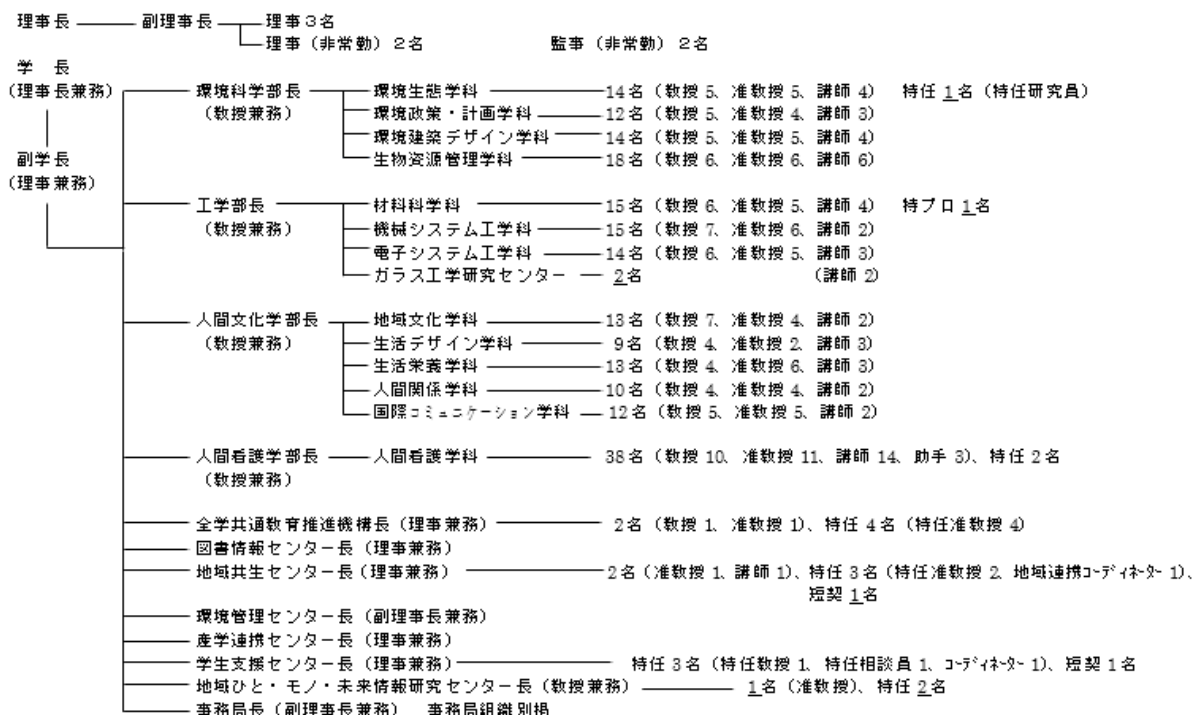 理事長 副理事長 理事3名
理事（非常勤）2名 監事（非常勤）2名
学 長
（理事長兼務） 環境科学部長 環境生態学科 14名（教授 5、准教授 5、講師 4） 特任 1名（特任研究員）
（教授兼務） 環境政策・計画学科 12名（教授 5、准教授 4、講師 3）
環境建築デザイン学科 14名（教授 5、准教授 5、講師 4）
副学長 生物資源管理学科 18名（教授 6、准教授 6、講師 6）
（理事兼務）
工学部長 材料科学科 15名（教授 6、准教授 5、講師 4） 特プロ 1名
（教授兼務） 機械システム工学科 15名（教授 7、准教授 6、講師 2）
電子システム工学科 14名（教授 6、准教授 5、講師 3）
ガラス工学研究センター 2名 （講師 2）
人間文化学部長 地域文化学科 13名（教授 7、准教授 4、講師 2）
（教授兼務） 生活デザイン学科 9名（教授 4、准教授 2、講師 3）
生活栄養学科 13名（教授 4、准教授 6、講師 3）
人間関係学科 10名（教授 4、准教授 4、講師 2）
国際コミュニケーション学科 12名（教授 5、准教授 5、講師 2）
人間看護学部長 人間看護学科 38名（教授 10、准教授 11、講師 14、助手 3）、特任 2名
（教授兼務）
全学共通教育推進機構長（理事兼務） 2名（教授 1、准教授 1）、特任 4名（特任准教授 4）
図書情報センター長（理事兼務）
地域共生センター長（理事兼務） 2名（准教授 1、講師 1）、特任 3名（特任准教授 2、地域連携コーディネーター 1）、
短契 1名
環境管理センター長（副理事長兼務）
産学連携センター長（理事兼務）
学生支援センター長（理事兼務） 特任 3名（特任教授 1、特任相談員 1、コーディネーター 1）、短契 1名
地域ひと・モノ・未来情報研究センター長（教授兼務） 1名（准教授）、特任 2名
事務局長（副理事長兼務） 事務局組織別掲